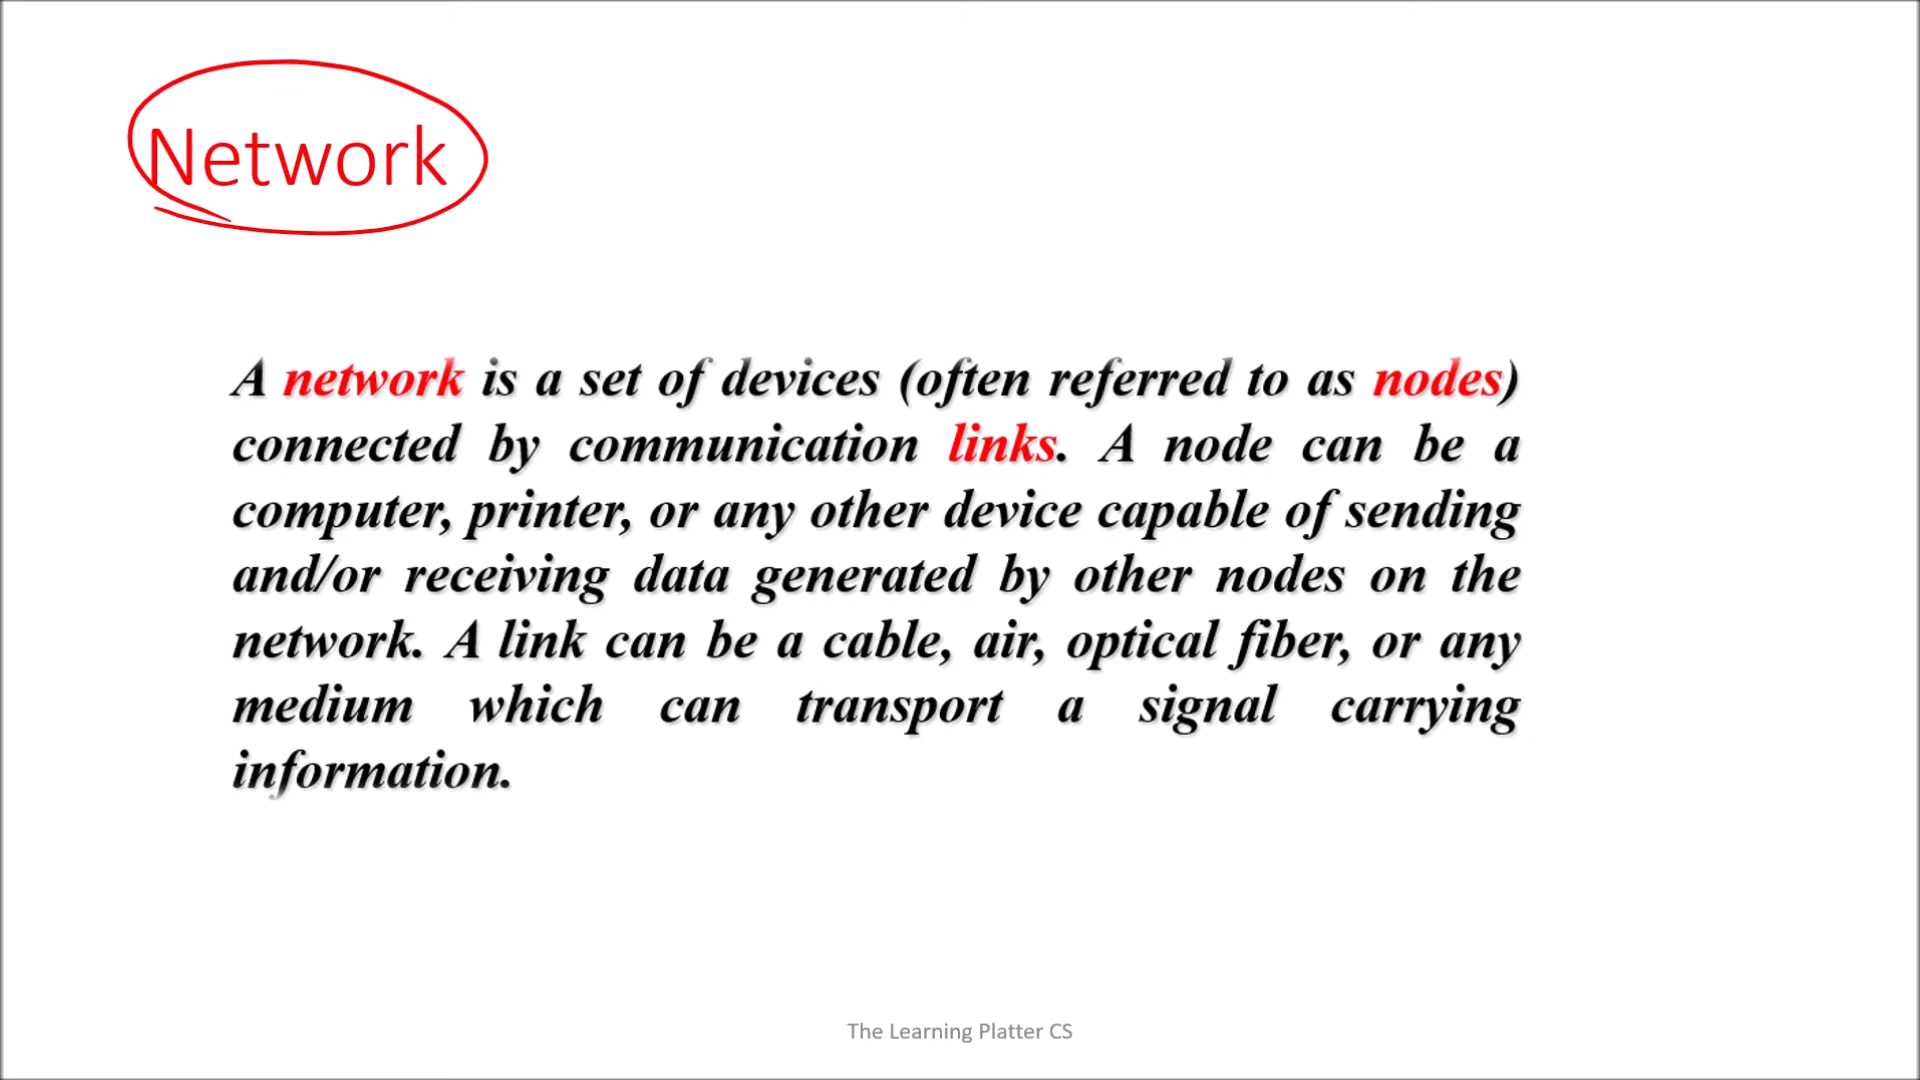 Network
A network is a set of devices (often referred to as nodes)
connected by communication links. A node can be a
computer, printer, or any other device capable of sending
and/or receiving data generated by other nodes on the
network. A link can be a cable, air, optical fiber, or any
medium which can transport a signal carrying
information.
The Learning Platter CS